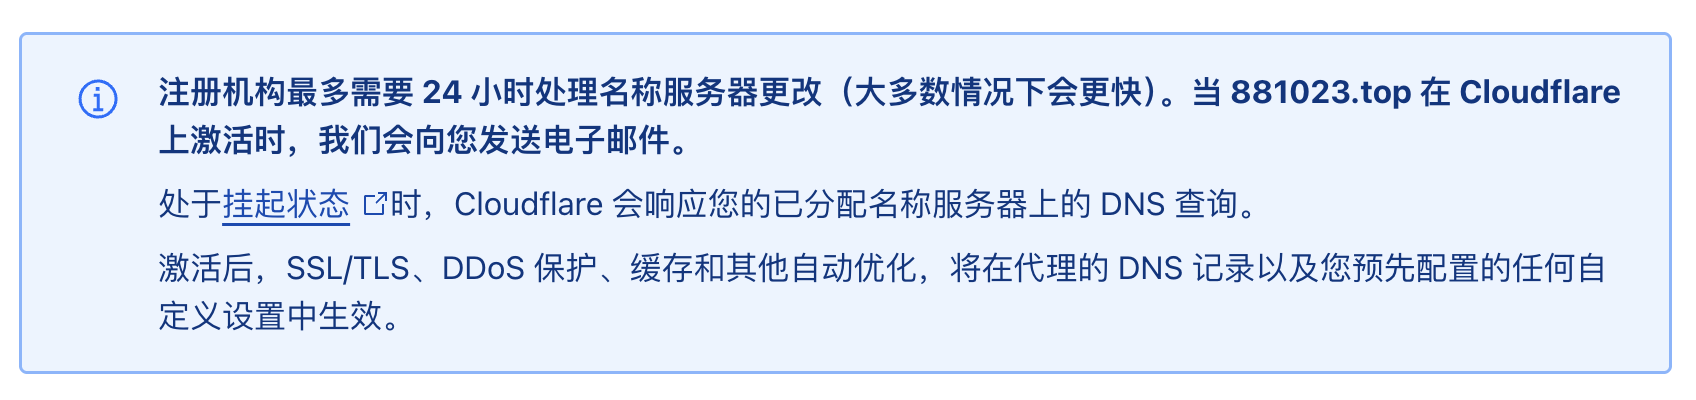 注册机构最多需要 24 小时处理名称服务器更改（大多数情况下会更快）。当 881023.top 在 Cloudflare
上激活时，我们会向您发送电子邮件。
处于挂起状态时，Cloudflare 会响应您的已分配名称服务器上的 DNS 查询。
激活后，SSL/TLS、DDoS 保护、缓存和其他自动优化，将在代理的 DNS 记录以及您预先配置的任何自
定义设置中生效。